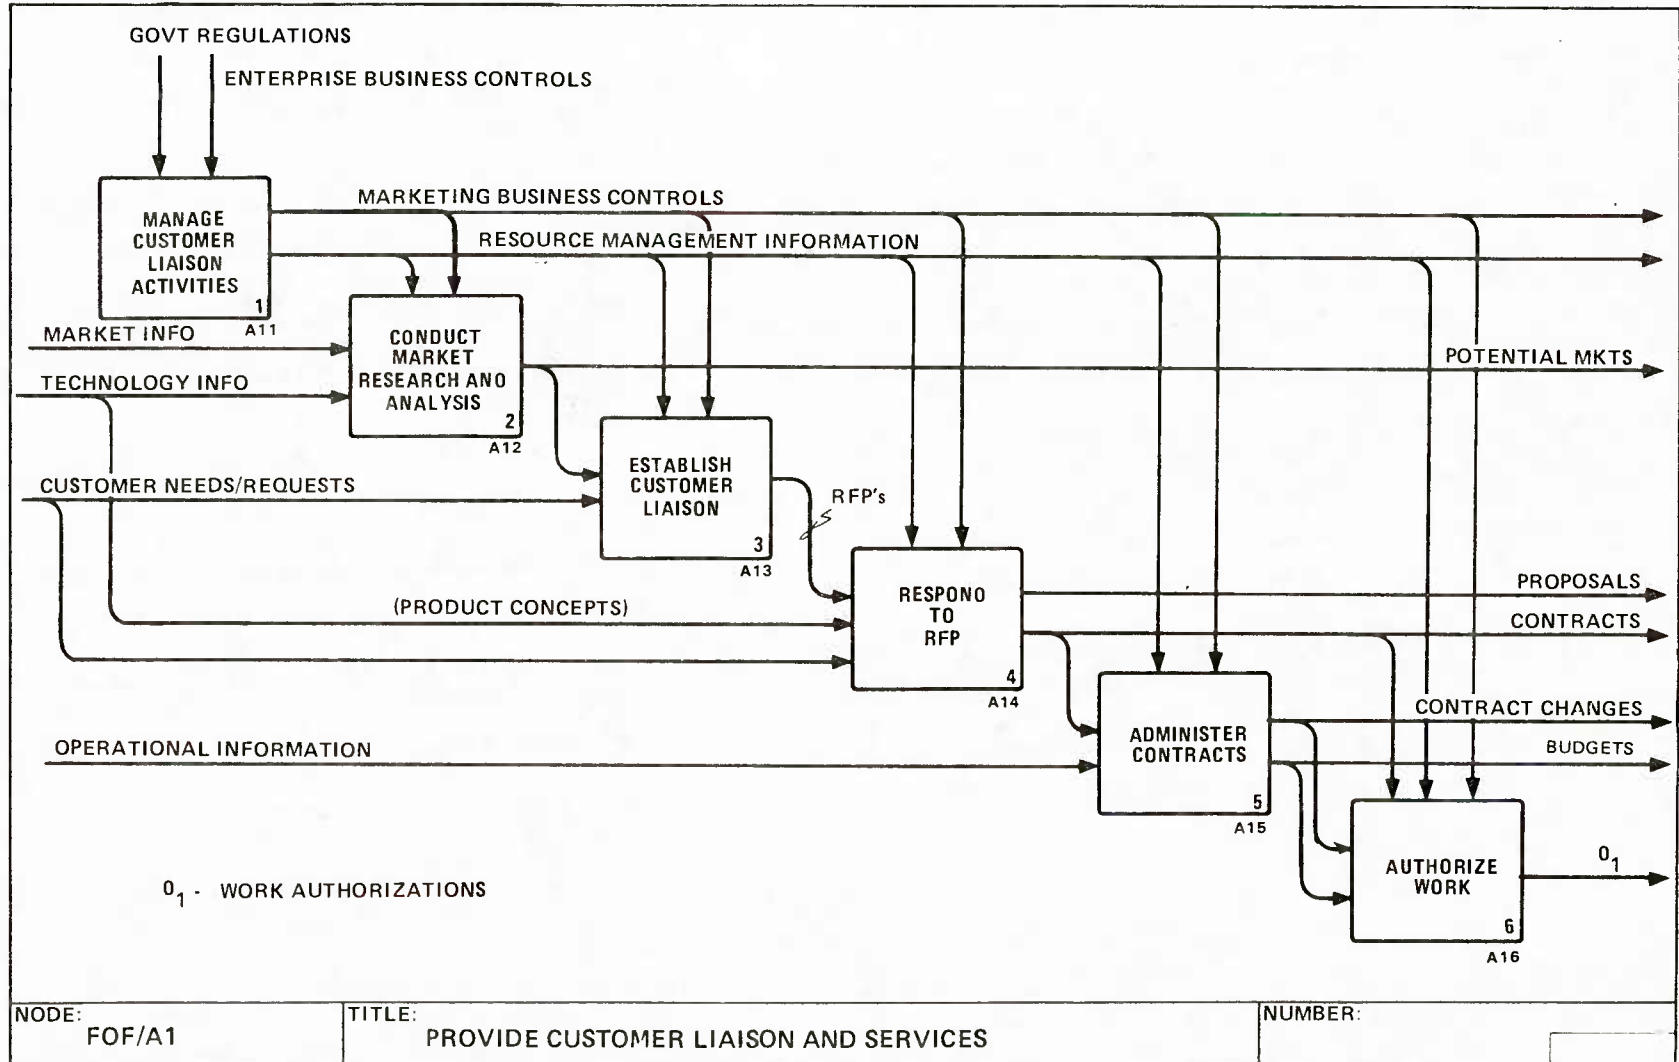 GOVT REGULATIONS
ENTERPRISE BUSINESS CONTROLS
MANAGE
CUSTOMER
LIAISON
ACTIVITIES
1
A11
MARKETING BUSINESS CONTROLS
RESOURCE MANAGEMENT INFORMATION
MARKET INFO
TECHNOLOGY INFO
CONDUCT
MARKET
RESEARCH ANO
ANALYSIS
2
A12
POTENTIAL MKTS
CUSTOMER NEEDS/REQUESTS
ESTABLISH
CUSTOMER
LIAISON
3
A13
RFP's
(PRODUCT CONCEPTS)
RESPONO
TO
RFP
4
A14
PROPOSALS
CONTRACTS
OPERATIONAL INFORMATION
ADMINISTER
CONTRACTS
5
A15
CONTRACT CHANGES
BUDGETS
AUTHORIZE
WORK
6
A16
O1
O1 - WORK AUTHORIZATIONS
NODE:
FOF/A1
TITLE:
PROVIDE CUSTOMER LIAISON AND SERVICES
NUMBER: